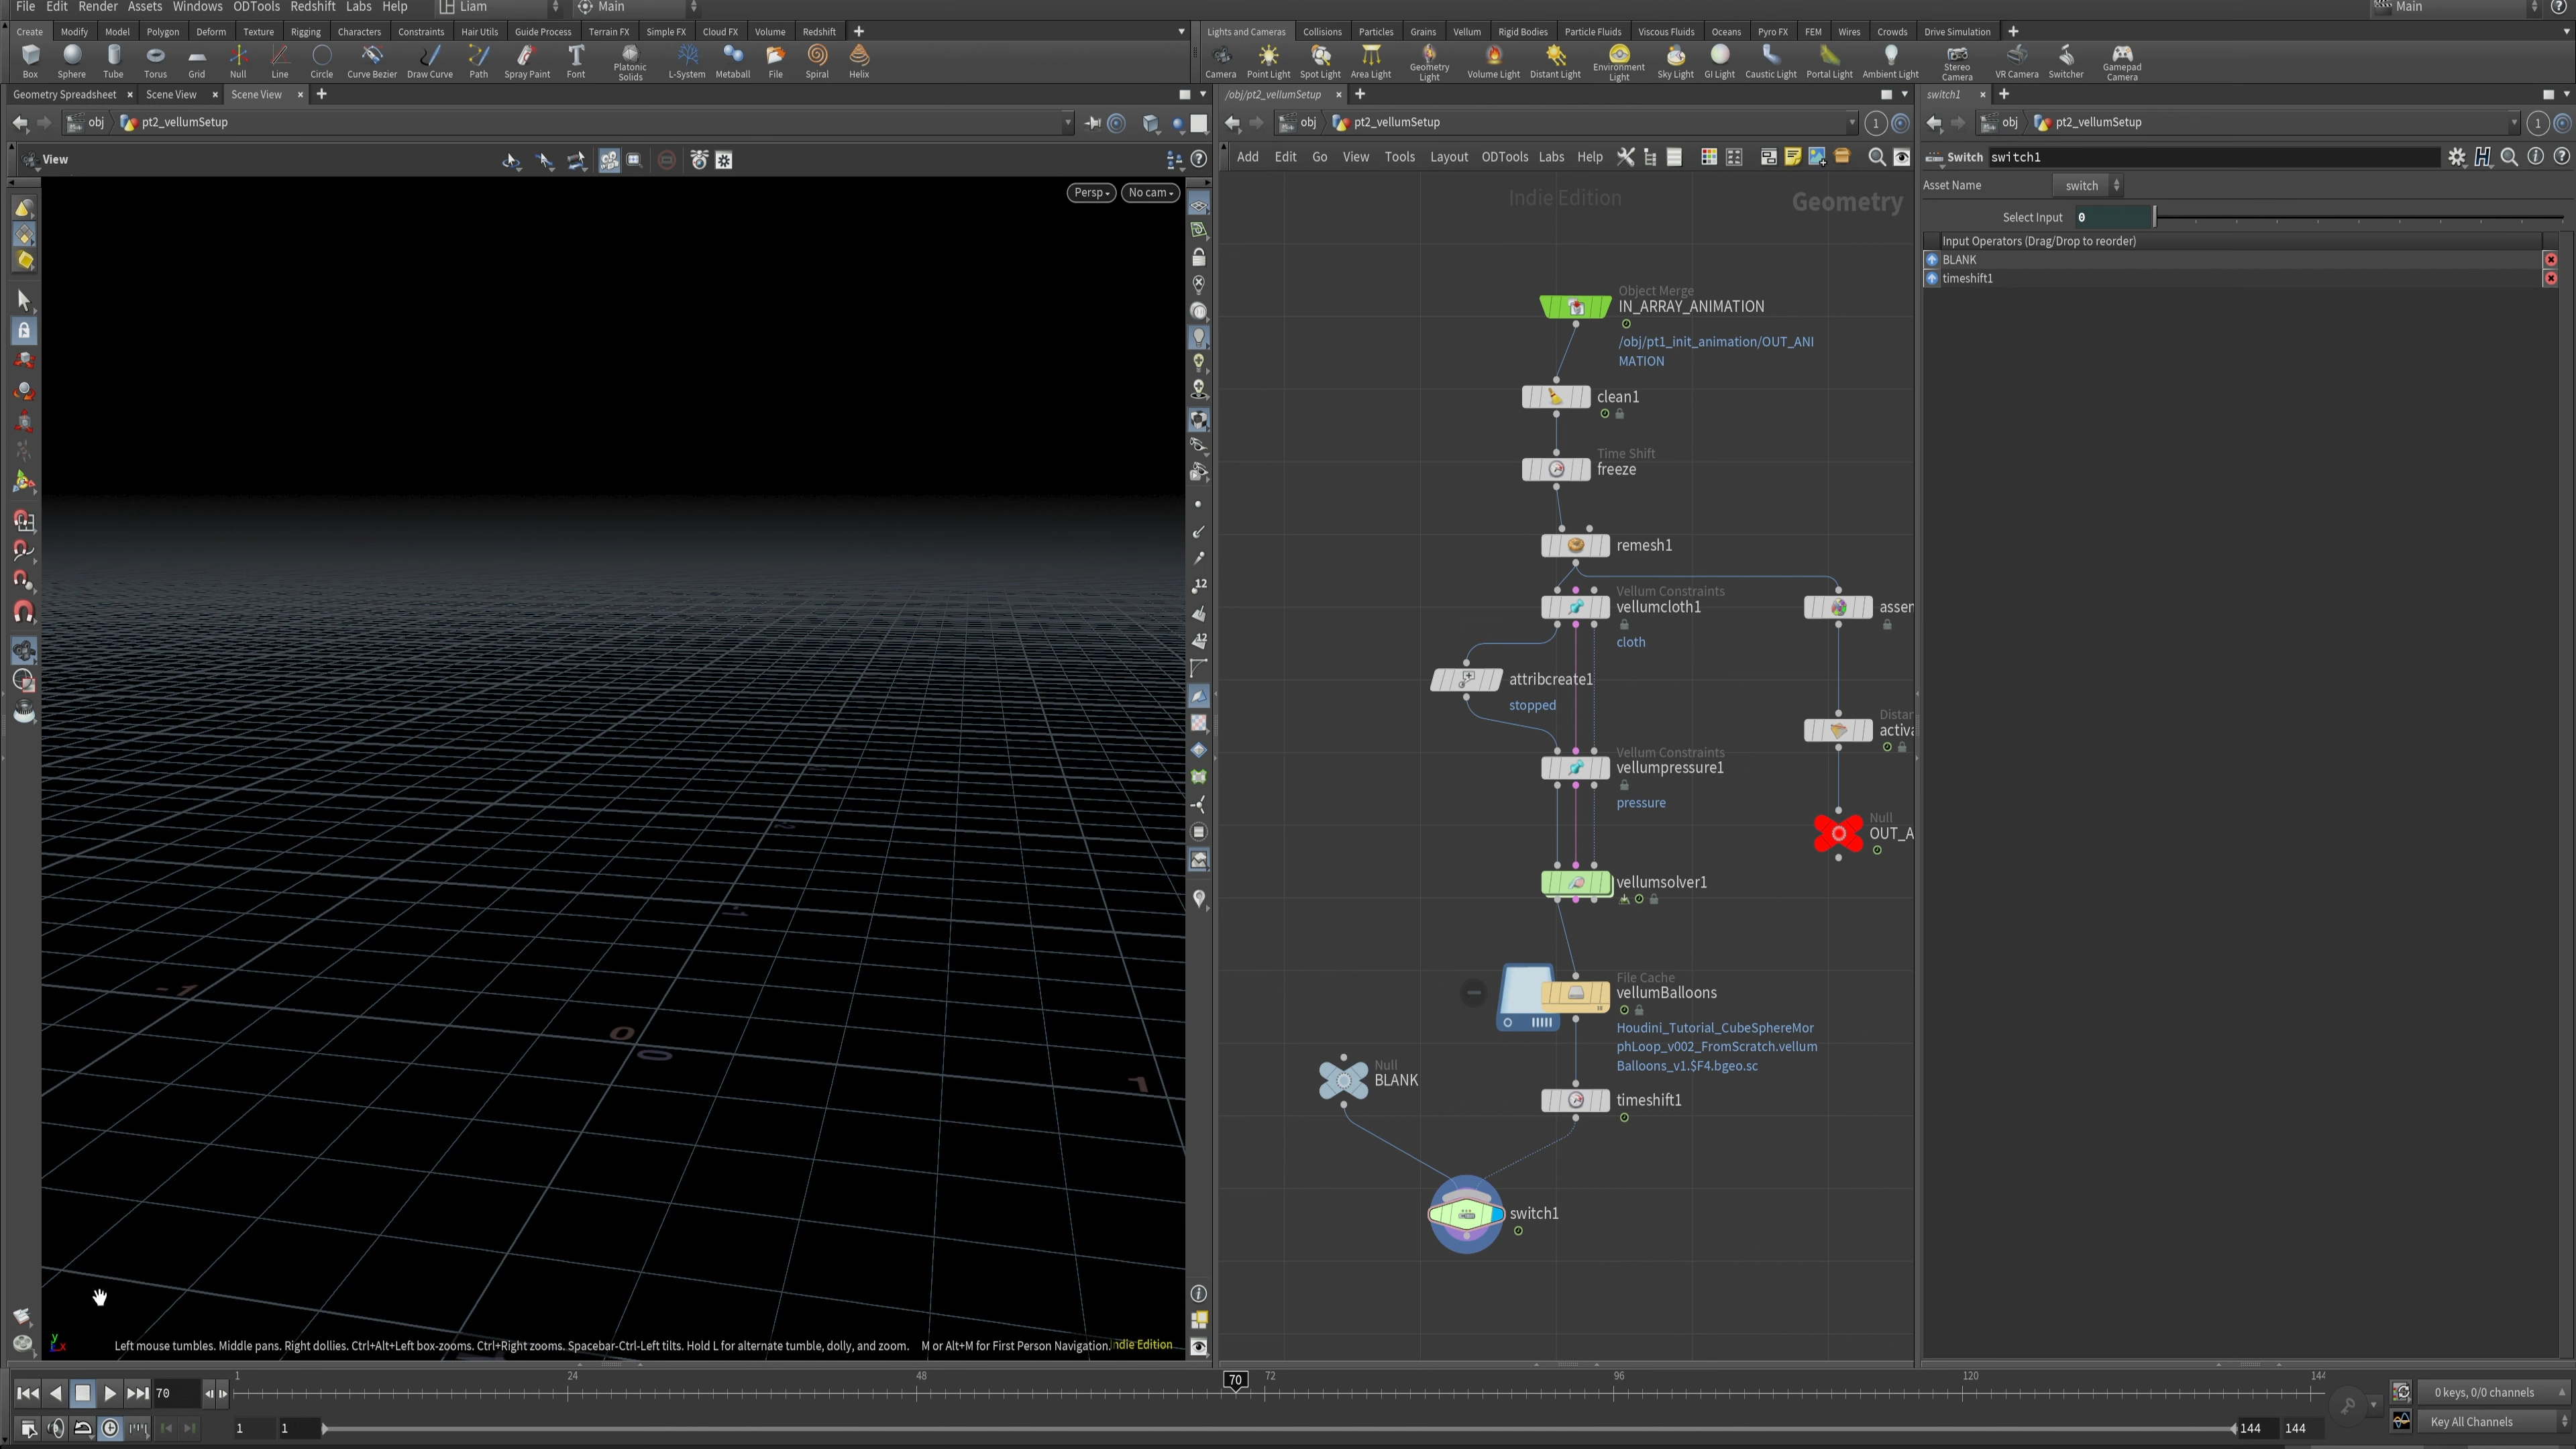 File Edit Render Assets Windows ODTools Redshift Labs Help Liam Main Main
Create Modify Model Polygon Deform Texture Rigging Characters Constraints Hair Utils Guide Process Terrain FX Simple FX Cloud FX Volume Redshift
Lights and Cameras Collisions Particles Grains Vellum Rigid Bodies Particle Fluids Viscous Fluids Oceans Pyro FX FEM Wires Crowds Drive Simulation
Box Sphere Tube Torus Grid Null Line Circle Curve Bezier Draw Curve Path Spray Paint Font Platonic Solids L-System Metaball File Spiral Helix
Camera Point Light Spot Light Area Light Geometry Light Volume Light Distant Light Environment Light Sky Light GI Light Caustic Light Portal Light Ambient Light Stereo Camera VR Camera Switcher Gamepad Camera
Geometry Spreadsheet Scene View Scene View
/obj/pt2_vellumSetup
switch1
obj pt2_vellumSetup
obj pt2_vellumSetup 1
obj pt2_vellumSetup 1
View
Add Edit Go View Tools Layout ODTools Labs Help
Switch switch1
Asset Name switch
Select Input 0
Input Operators (Drag/Drop to reorder)
BLANK
timeshift1
Persp No cam
12
12
-1
0
0
1
Indie Edition
Geometry
Object Merge
IN_ARRAY_ANIMATION
/obj/pt1_init_animation/OUT_ANI
MATION
clean1
Time Shift
freeze
remesh1
Vellum Constraints
vellumcloth1
cloth
asser
attribcreate1
stopped
Distan
activa
Vellum Constraints
vellumpressure1
pressure
Null
OUT_A
vellumsolver1
File Cache
vellumBalloons
Houdini_Tutorial_CubeSphereMor
phLoop_v002_FromScratch.vellum
Balloons_v1.$F4.bgeo.sc
Null
BLANK
timeshift1
switch1
y
x
Left mouse tumbles. Middle pans. Right dollies. Ctrl+Alt+Left box-zooms. Ctrl+Right zooms. Spacebar-Ctrl-Left tilts. Hold L for alternate tumble, dolly, and zoom. M or Alt+M for First Person Navigation. Indie Edition
70 1 24 48 70 72 96 120 144
0 keys, 0/0 channels
1 1 144 144
Key All Channels